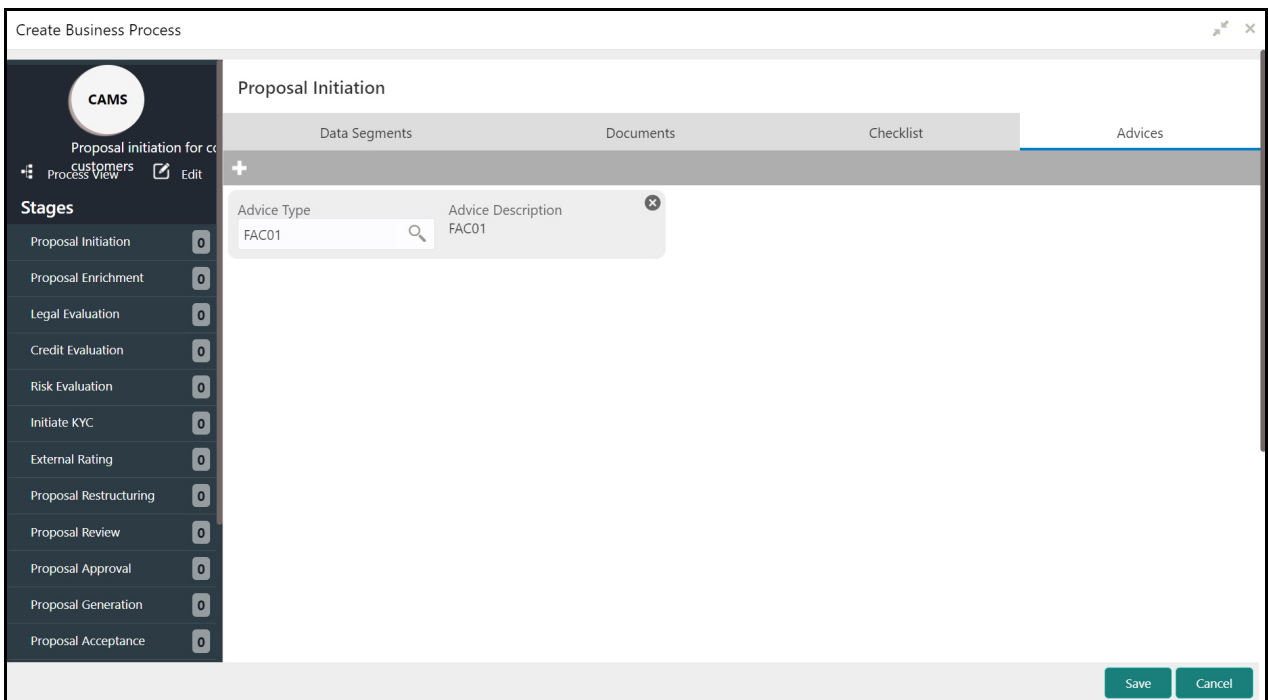 Create Business Process
CAMS
Proposal initiation for co
customers
Process View
Edit
Stages
Proposal Initiation 0
Proposal Enrichment 0
Legal Evaluation 0
Credit Evaluation 0
Risk Evaluation 0
Initiate KYC 0
External Rating 0
Proposal Restructuring 0
Proposal Review 0
Proposal Approval 0
Proposal Generation 0
Proposal Acceptance 0
Proposal Initiation
Data Segments Documents Checklist Advices
Advice Type Advice Description
FAC01 FAC01
Save Cancel